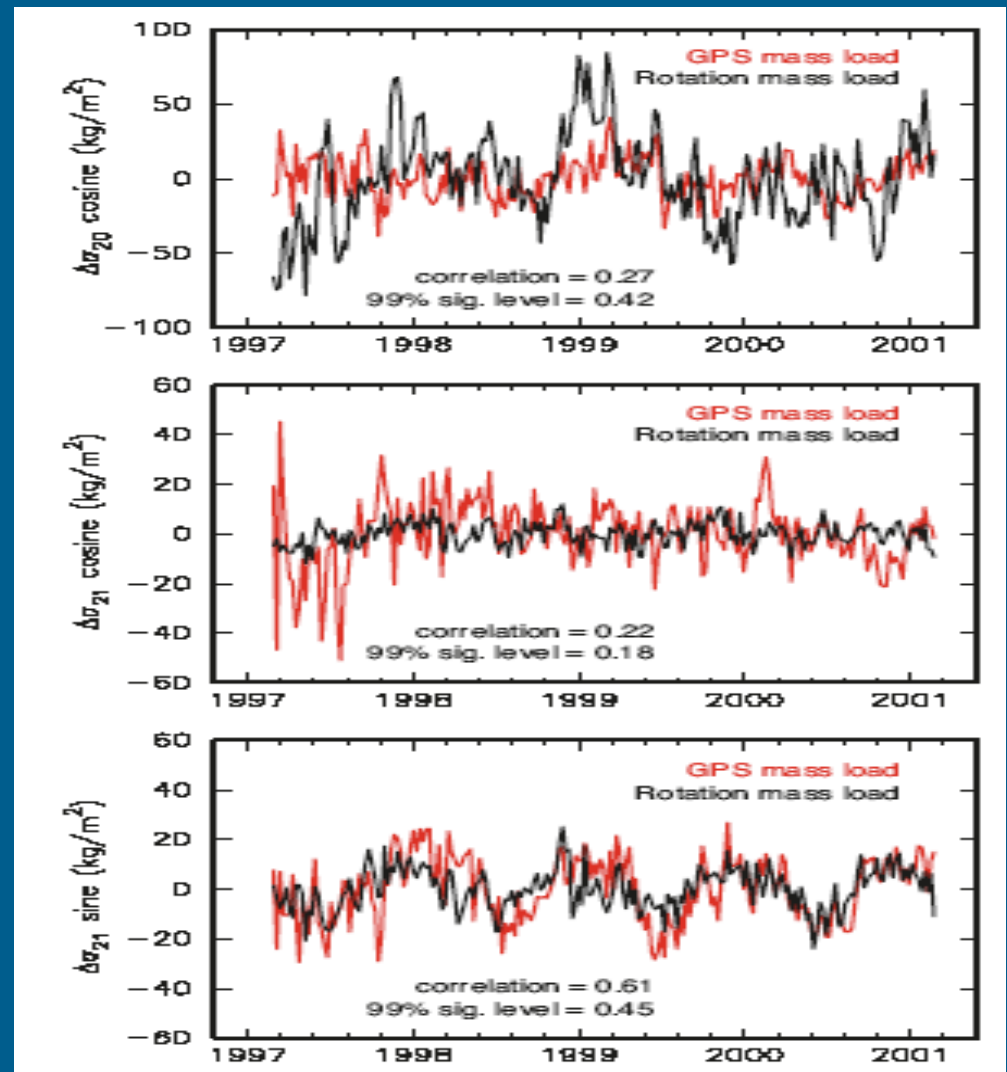 100
50
0
-50
-100
Δσ20 cosine (kg/m²)
GPS mass load
Rotation mass load
correlation = 0.27
99% sig. level = 0.42
1997 1998 1999 2000 2001
60
40
20
0
-20
-40
-60
Δσ21 cosine (kg/m²)
GPS mass load
Rotation mass load
correlation = 0.22
99% sig. level = 0.18
1997 1998 1999 2000 2001
60
40
20
0
-20
-40
-60
Δσ21 sine (kg/m²)
GPS mass load
Rotation mass load
correlation = 0.61
99% sig. level = 0.45
1997 1998 1999 2000 2001